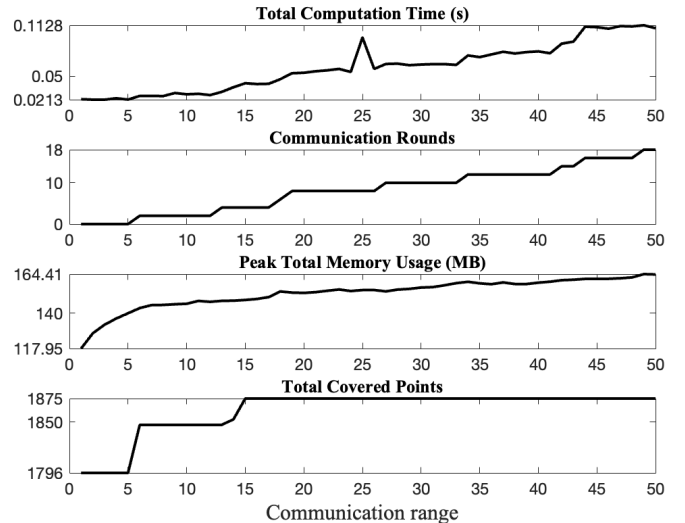 Total Computation Time (s)
0.1128
0.05
0.0213
0 5 10 15 20 25 30 35 40 45 50
Communication Rounds
18
10
0
0 5 10 15 20 25 30 35 40 45 50
Peak Total Memory Usage (MB)
164.41
140
117.95
0 5 10 15 20 25 30 35 40 45 50
Total Covered Points
1875
1850
1796
0 5 10 15 20 25 30 35 40 45 50
Communication range